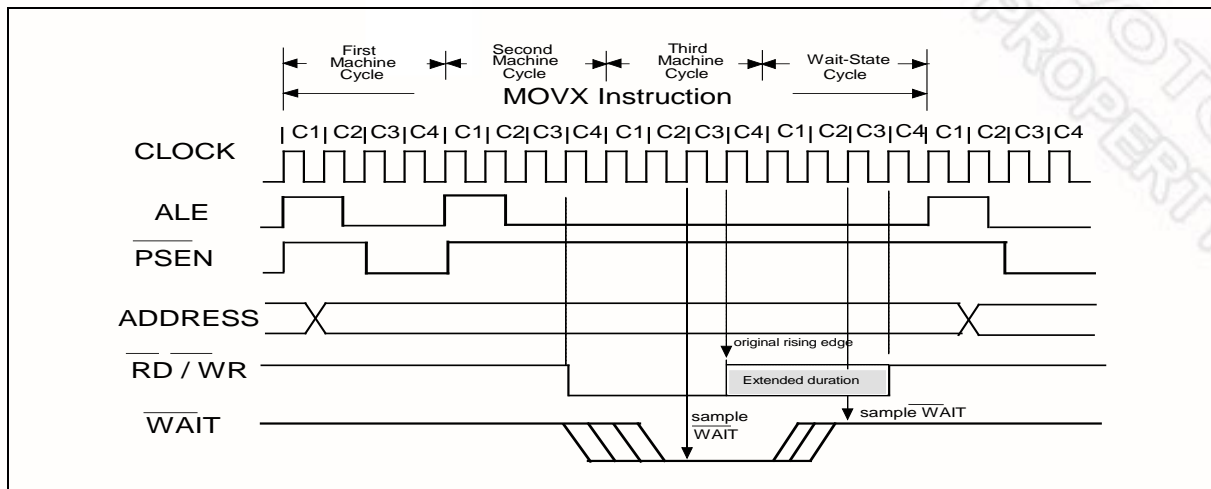 First Machine Cycle
Second Machine Cycle
Third Machine Cycle
Wait-State Cycle
MOVX Instruction
C1 C2 C3 C4 C1 C2 C3 C4 C1 C2 C3 C4 C1 C2 C3 C4 C1 C2 C3 C4
CLOCK
ALE
PSEN
ADDRESS
original rising edge
RD / WR
Extended duration
sample WAIT
sample WAIT
WAIT
PROPERT